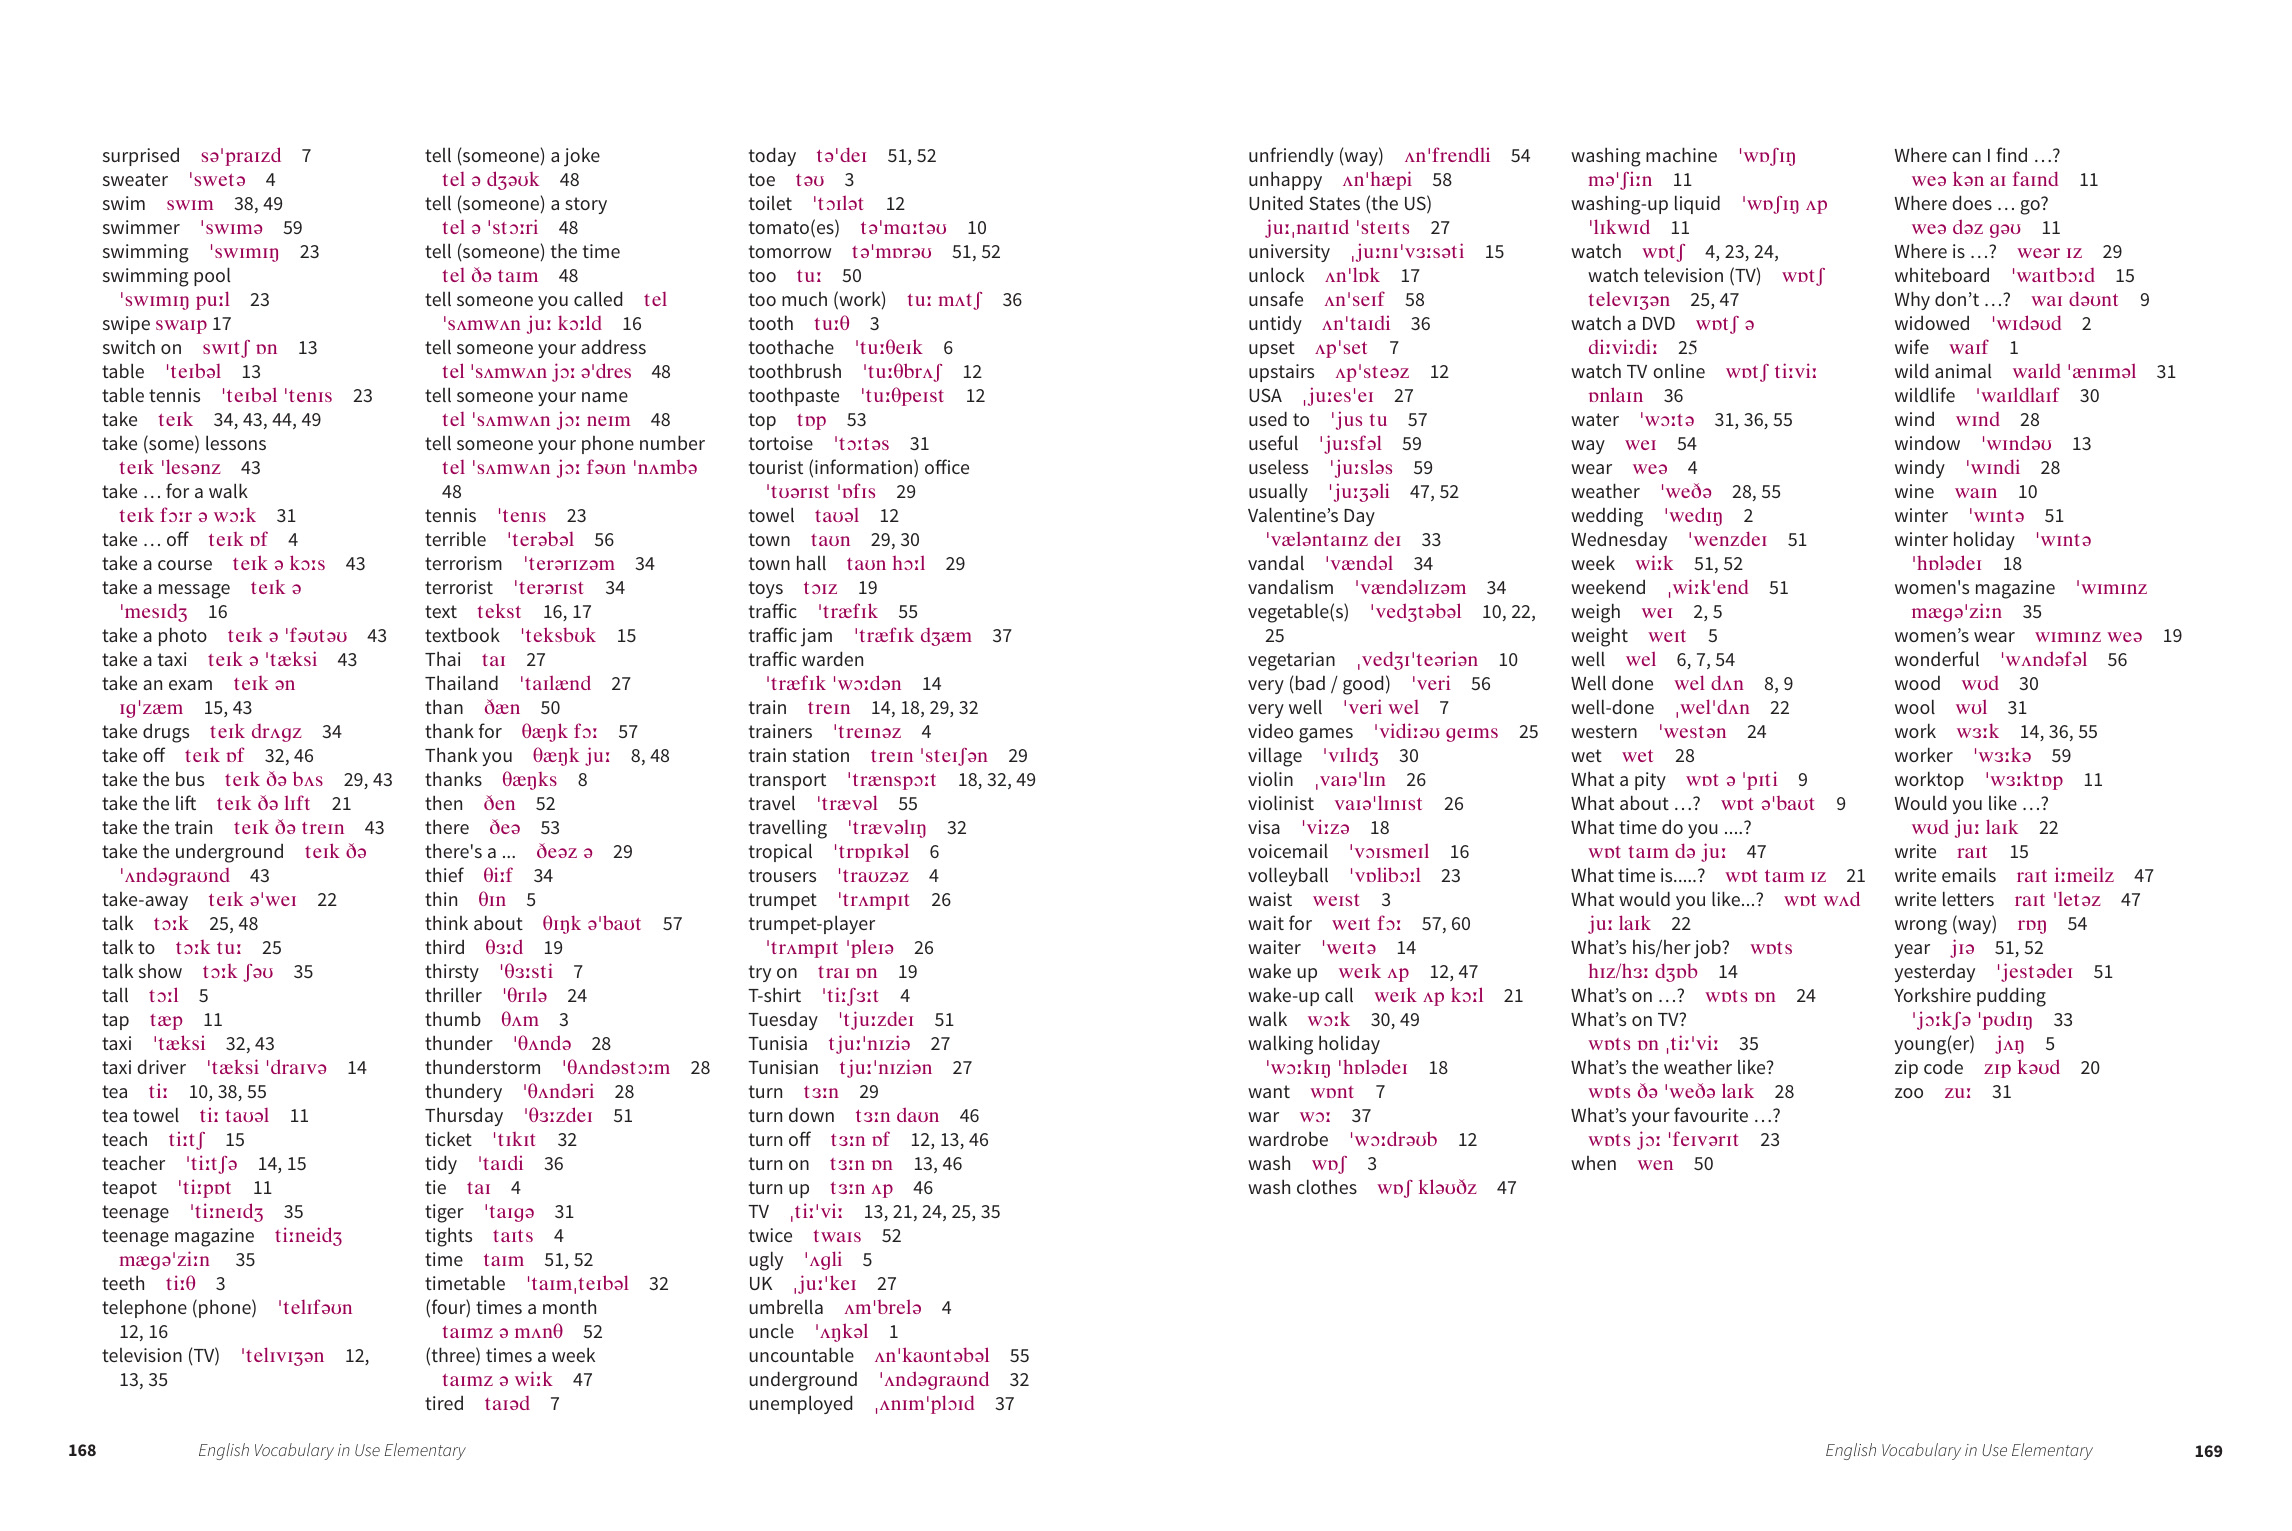 surprised səˈpraɪzd 7
sweater ˈswetə 4
swim swɪm 38, 49
swimmer ˈswɪmə 59
swimming ˈswɪmɪŋ 23
swimming pool
ˈswɪmɪŋ puːl 23
swipe swaɪp 17
switch on swɪtʃ ɒn 13
table ˈteɪbəl 13
table tennis ˈteɪbəl ˈtenɪs 23
take teɪk 34, 43, 44, 49
take (some) lessons
teɪk ˈlesənz 43
take … for a walk
teɪk fɔːr ə wɔːk 31
take … off teɪk ɒf 4
take a course teɪk ə kɔːs 43
take a message teɪk ə
ˈmesɪdʒ 16
take a photo teɪk ə ˈfəʊtəʊ 43
take a taxi teɪk ə ˈtæksi 43
take an exam teɪk ən
ɪɡˈzæm 15, 43
take drugs teɪk drʌɡz 34
take off teɪk ɒf 32, 46
take the bus teɪk ðə bʌs 29, 43
take the lift teɪk ðə lɪft 21
take the train teɪk ðə treɪn 43
take the underground teɪk ðə
ˈʌndəɡraʊnd 43
take-away teɪk əˈweɪ 22
talk tɔːk 25, 48
talk to tɔːk tuː 25
talk show tɔːk ʃəʊ 35
tall tɔːl 5
tap tæp 11
taxi ˈtæksi 32, 43
taxi driver ˈtæksi ˈdraɪvə 14
tea tiː 10, 38, 55
tea towel tiː taʊəl 11
teach tiːtʃ 15
teacher ˈtiːtʃə 14, 15
teapot ˈtiːpɒt 11
teenage ˈtiːneɪdʒ 35
teenage magazine tiːneidʒ
mæɡəˈziːn 35
teeth tiːθ 3
telephone (phone) ˈtelɪfəʊn
12, 16
television (TV) ˈtelɪvɪʒən 12,
13, 35
tell (someone) a joke
tel ə dʒəʊk 48
tell (someone) a story
tel ə ˈstɔːri 48
tell (someone) the time
tel ðə taɪm 48
tell someone you called tel
ˈsʌmwʌn juː kɔːld 16
tell someone your address
tel ˈsʌmwʌn jɔː əˈdres 48
tell someone your name
tel ˈsʌmwʌn jɔː neɪm 48
tell someone your phone number
tel ˈsʌmwʌn jɔː fəʊn ˈnʌmbə
48
tennis ˈtenɪs 23
terrible ˈterəbəl 56
terrorism ˈterərɪzəm 34
terrorist ˈterərɪst 34
text tekst 16, 17
textbook ˈteksbʊk 15
Thai taɪ 27
Thailand ˈtaɪlænd 27
than ðæn 50
thank for θæŋk fɔː 57
Thank you θæŋk juː 8, 48
thanks θæŋks 8
then ðen 52
there ðeə 53
there's a ... ðeəz ə 29
thief θiːf 34
thin θɪn 5
think about θɪŋk əˈbaʊt 57
third θɜːd 19
thirsty ˈθɜːsti 7
thriller ˈθrɪlə 24
thumb θʌm 3
thunder ˈθʌndə 28
thunderstorm ˈθʌndəstɔːm 28
thundery ˈθʌndəri 28
Thursday ˈθɜːzdeɪ 51
ticket ˈtɪkɪt 32
tidy ˈtaɪdi 36
tie taɪ 4
tiger ˈtaɪɡə 31
tights taɪts 4
time taɪm 51, 52
timetable ˈtaɪmˌteɪbəl 32
(four) times a month
taɪmz ə mʌnθ 52
(three) times a week
taɪmz ə wiːk 47
tired taɪəd 7
today təˈdeɪ 51, 52
toe təʊ 3
toilet ˈtɔɪlət 12
tomato(es) təˈmɑːtəʊ 10
tomorrow təˈmɒrəʊ 51, 52
too tuː 50
too much (work) tuː mʌtʃ 36
tooth tuːθ 3
toothache ˈtuːθeɪk 6
toothbrush ˈtuːθbrʌʃ 12
toothpaste ˈtuːθpeɪst 12
top tɒp 53
tortoise ˈtɔːtəs 31
tourist (information) office
ˈtʊərɪst ˈɒfɪs 29
towel taʊəl 12
town taʊn 29, 30
town hall taʊn hɔːl 29
toys tɔɪz 19
traffic ˈtræfɪk 55
traffic jam ˈtræfɪk dʒæm 37
traffic warden
ˈtræfɪk ˈwɔːdən 14
train treɪn 14, 18, 29, 32
trainers ˈtreɪnəz 4
train station treɪn ˈsteɪʃən 29
transport ˈtrænspɔːt 18, 32, 49
travel ˈtrævəl 55
travelling ˈtrævəlɪŋ 32
tropical ˈtrɒpɪkəl 6
trousers ˈtraʊzəz 4
trumpet ˈtrʌmpɪt 26
trumpet-player
ˈtrʌmpɪt ˈpleɪə 26
try on traɪ ɒn 19
T-shirt ˈtiːʃɜːt 4
Tuesday ˈtjuːzdeɪ 51
Tunisia tjuːˈnɪziə 27
Tunisian tjuːˈnɪziən 27
turn tɜːn 29
turn down tɜːn daʊn 46
turn off tɜːn ɒf 12, 13, 46
turn on tɜːn ɒn 13, 46
turn up tɜːn ʌp 46
TV ˌtiːˈviː 13, 21, 24, 25, 35
twice twaɪs 52
ugly ˈʌɡli 5
UK ˌjuːˈkeɪ 27
umbrella ʌmˈbrelə 4
uncle ˈʌŋkəl 1
uncountable ʌnˈkaʊntəbəl 55
underground ˈʌndəɡraʊnd 32
unemployed ˌʌnɪmˈplɔɪd 37
168 English Vocabulary in Use Elementary
unfriendly (way) ʌnˈfrendli 54
unhappy ʌnˈhæpi 58
United States (the US)
juːˌnaɪtɪd ˈsteɪts 27
university ˌjuːnɪˈvɜːsəti 15
unlock ʌnˈlɒk 17
unsafe ʌnˈseɪf 58
untidy ʌnˈtaɪdi 36
upset ʌpˈset 7
upstairs ʌpˈsteəz 12
USA ˌjuːesˈeɪ 27
used to ˈjus tu 57
useful ˈjuːsfəl 59
useless ˈjuːsləs 59
usually ˈjuːʒəli 47, 52
Valentine’s Day
ˈvæləntaɪnz deɪ 33
vandal ˈvændəl 34
vandalism ˈvændəlɪzəm 34
vegetable(s) ˈvedʒtəbəl 10, 22,
25
vegetarian ˌvedʒɪˈteəriən 10
very (bad / good) ˈveri 56
very well ˈveri wel 7
video games ˈvidiːəʊ ɡeɪms 25
village ˈvɪlɪdʒ 30
violin ˌvaɪəˈlɪn 26
violinist vaɪəˈlɪnɪst 26
visa ˈviːzə 18
voicemail ˈvɔɪsmeɪl 16
volleyball ˈvɒlibɔːl 23
waist weɪst 3
wait for weɪt fɔː 57, 60
waiter ˈweɪtə 14
wake up weɪk ʌp 12, 47
wake-up call weɪk ʌp kɔːl 21
walk wɔːk 30, 49
walking holiday
ˈwɔːkɪŋ ˈhɒlədeɪ 18
want wɒnt 7
war wɔː 37
wardrobe ˈwɔːdrəʊb 12
wash wɒʃ 3
wash clothes wɒʃ kləʊðz 47
washing machine ˈwɒʃɪŋ
məˈʃiːn 11
washing-up liquid ˈwɒʃɪŋ ʌp
ˈlɪkwɪd 11
watch wɒtʃ 4, 23, 24,
watch television (TV) wɒtʃ
televɪʒən 25, 47
watch a DVD wɒtʃ ə
diːviːdiː 25
watch TV online wɒtʃ tiːviː
ɒnlaɪn 36
water ˈwɔːtə 31, 36, 55
way weɪ 54
wear weə 4
weather ˈweðə 28, 55
wedding ˈwedɪŋ 2
Wednesday ˈwenzdeɪ 51
week wiːk 51, 52
weekend ˌwiːkˈend 51
weigh weɪ 2, 5
weight weɪt 5
well wel 6, 7, 54
Well done wel dʌn 8, 9
well-done ˌwelˈdʌn 22
western ˈwestən 24
wet wet 28
What a pity wɒt ə ˈpɪti 9
What about …? wɒt əˈbaʊt 9
What time do you ....?
wɒt taɪm də juː 47
What time is.....? wɒt taɪm ɪz 21
What would you like...? wɒt wʌd
juː laɪk 22
What’s his/her job? wɒts
hɪz/hɜː dʒɒb 14
What’s on …? wɒts ɒn 24
What’s on TV?
wɒts ɒn ˌtiːˈviː 35
What’s the weather like?
wɒts ðə ˈweðə laɪk 28
What’s your favourite …?
wɒts jɔː ˈfeɪvərɪt 23
when wen 50
Where can I find …?
weə kən aɪ faɪnd 11
Where does … go?
weə dəz ɡəʊ 11
Where is …? weər ɪz 29
whiteboard ˈwaɪtbɔːd 15
Why don’t …? waɪ dəʊnt 9
widowed ˈwɪdəʊd 2
wife waɪf 1
wild animal waɪld ˈænɪməl 31
wildlife ˈwaɪldlaɪf 30
wind wɪnd 28
window ˈwɪndəʊ 13
windy ˈwɪndi 28
wine waɪn 10
winter ˈwɪntə 51
winter holiday ˈwɪntə
ˈhɒlədeɪ 18
women's magazine ˈwɪmɪnz
mæɡəˈziːn 35
women’s wear wɪmɪnz weə 19
wonderful ˈwʌndəfəl 56
wood wʊd 30
wool wʊl 31
work wɜːk 14, 36, 55
worker ˈwɜːkə 59
worktop ˈwɜːktɒp 11
Would you like …?
wʊd juː laɪk 22
write raɪt 15
write emails raɪt iːmeilz 47
write letters raɪt ˈletəz 47
wrong (way) rɒŋ 54
year jɪə 51, 52
yesterday ˈjestədeɪ 51
Yorkshire pudding
ˈjɔːkʃə ˈpʊdɪŋ 33
young(er) jʌŋ 5
zip code zɪp kəʊd 20
zoo zuː 31
English Vocabulary in Use Elementary 169